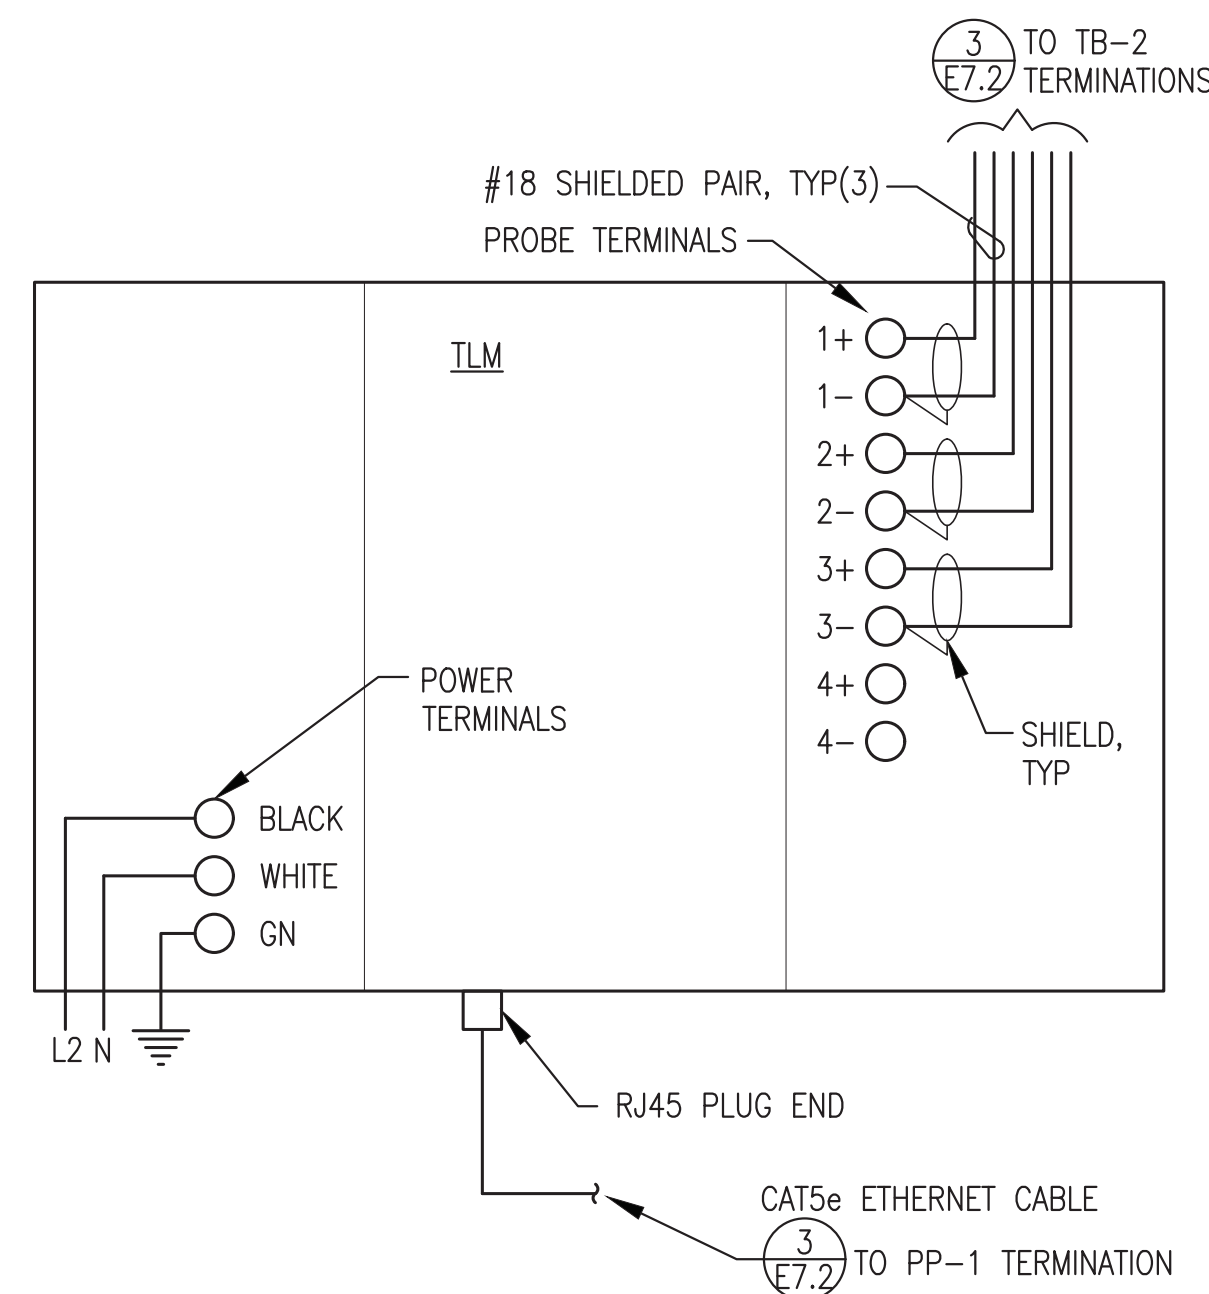 3
E7.2
TO TB-2
TERMINATIONS
#18 SHIELDED PAIR, TYP(3)
PROBE TERMINALS
TLM
1+
1-
2+
2-
3+
3-
4+
4-
POWER
TERMINALS
SHIELD,
TYP
BLACK
WHITE
GN
L2 N
RJ45 PLUG END
CAT5e ETHERNET CABLE
3
E7.2
TO PP-1 TERMINATION